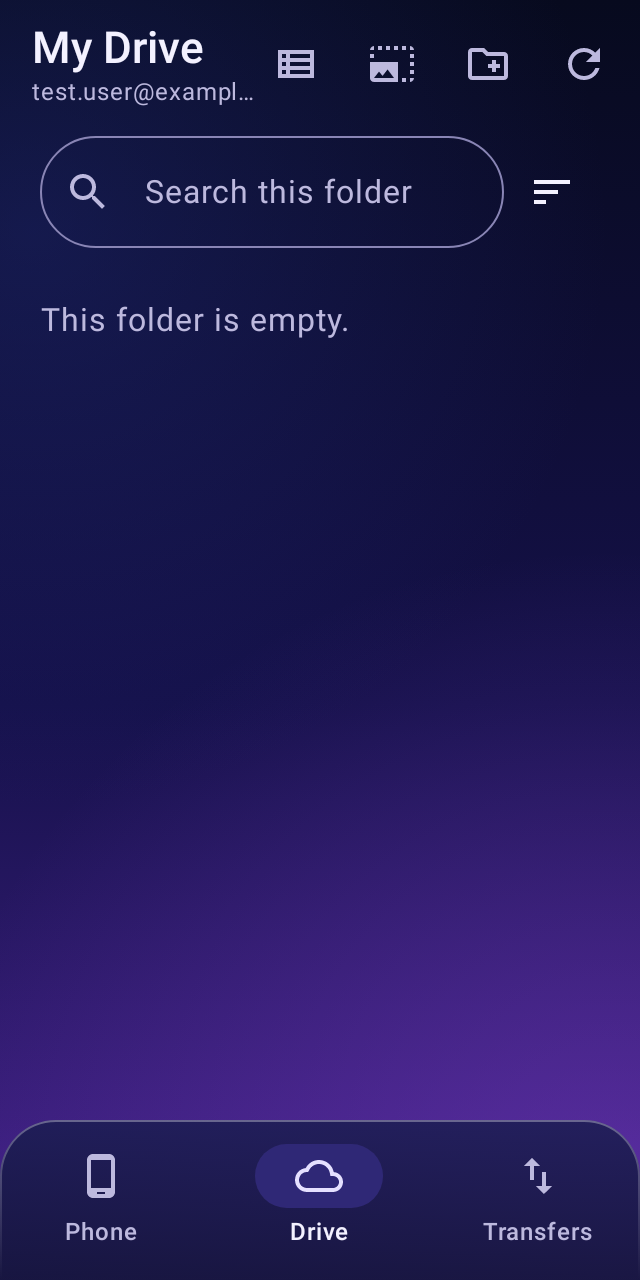 My Drive
test.user@exampl…
Search this folder
This folder is empty.
Phone
Drive
Transfers